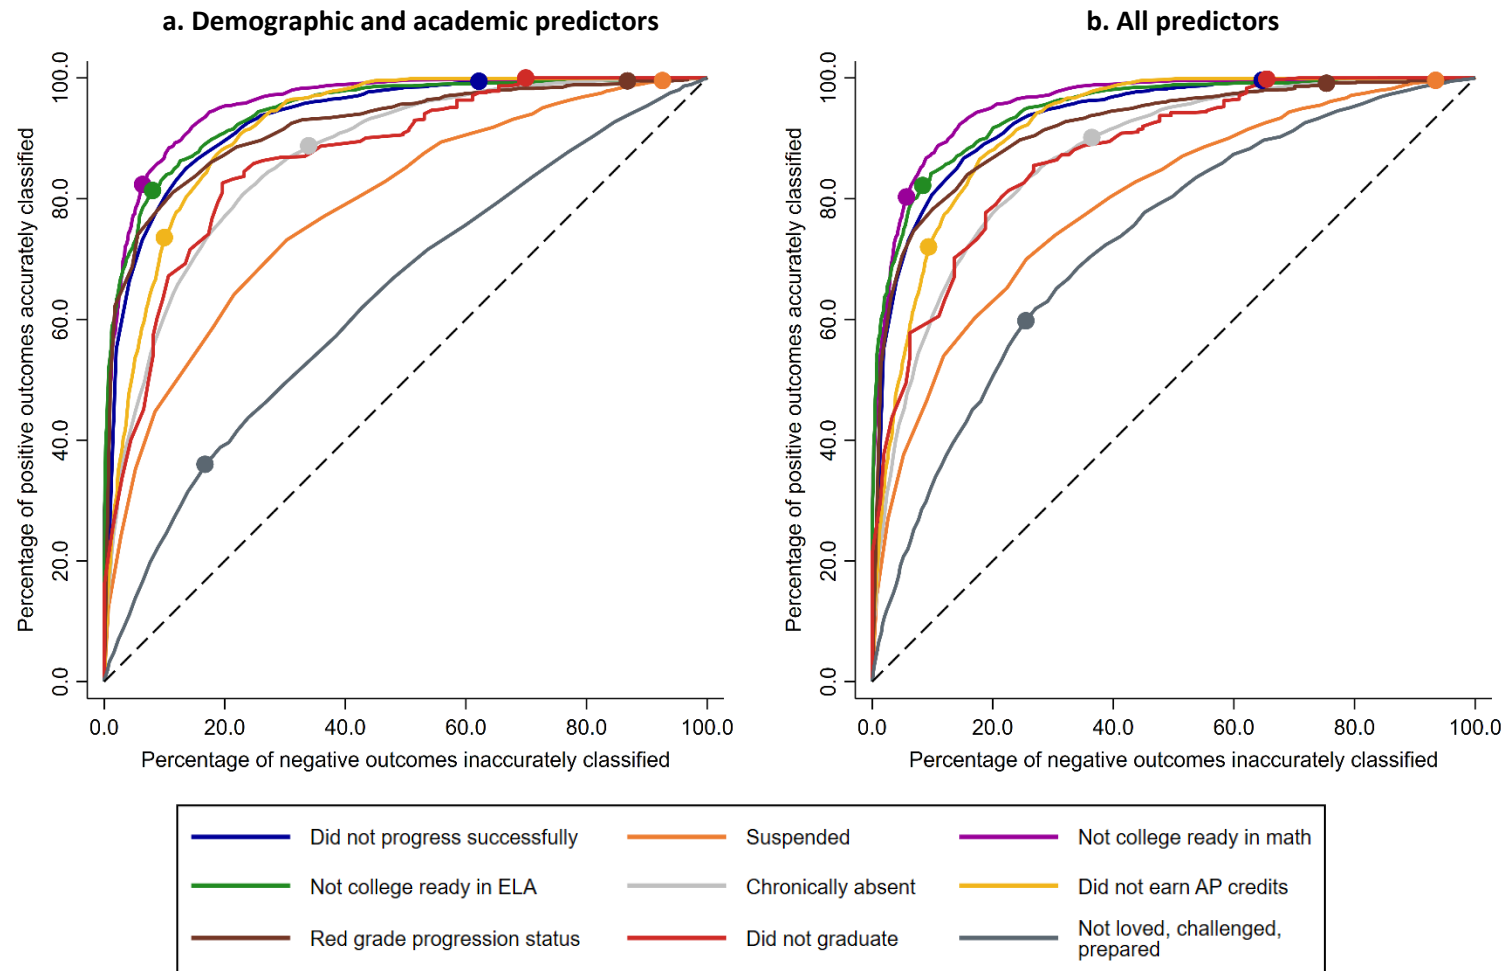 a. Demographic and academic predictors
b. All predictors
Percentage of positive outcomes accurately classified
100.0
80.0
60.0
40.0
20.0
0.0
0.0 20.0 40.0 60.0 80.0 100.0
Percentage of negative outcomes inaccurately classified
Percentage of positive outcomes accurately classified
100.0
80.0
60.0
40.0
20.0
0.0
0.0 20.0 40.0 60.0 80.0 100.0
Percentage of negative outcomes inaccurately classified
Did not progress successfully
Suspended
Not college ready in math
Not college ready in ELA
Chronically absent
Did not earn AP credits
Red grade progression status
Did not graduate
Not loved, challenged,
prepared